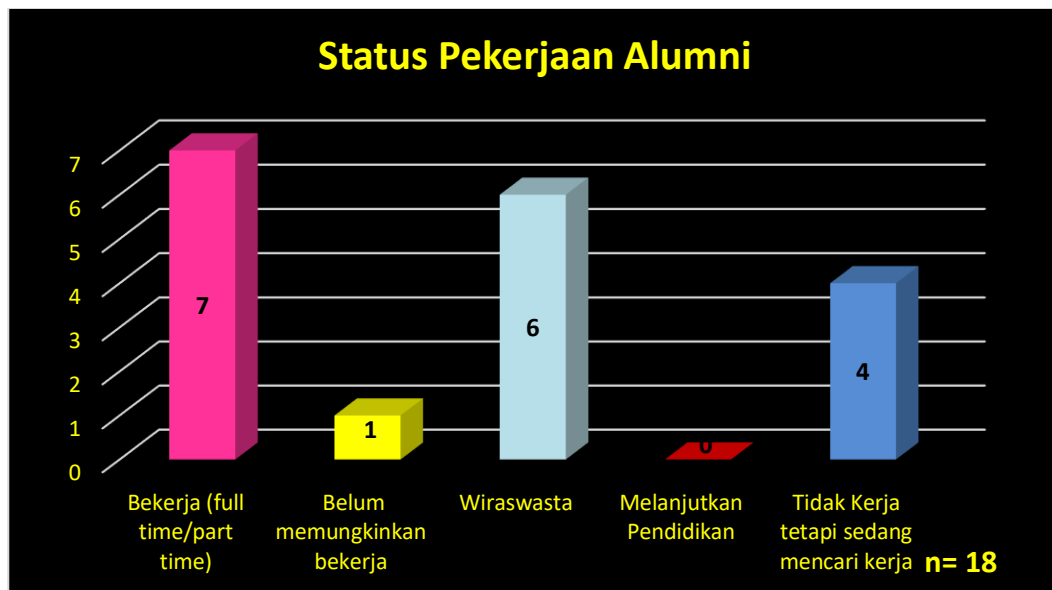 Status Pekerjaan Alumni
7
6
5
4
3
2
1
0
7
1
6
0
4
Bekerja (full
time/part
time)
Belum
memungkinkan
bekerja
Wiraswasta
Melanjutkan
Pendidikan
Tidak Kerja
tetapi sedang
mencari kerja
n= 18